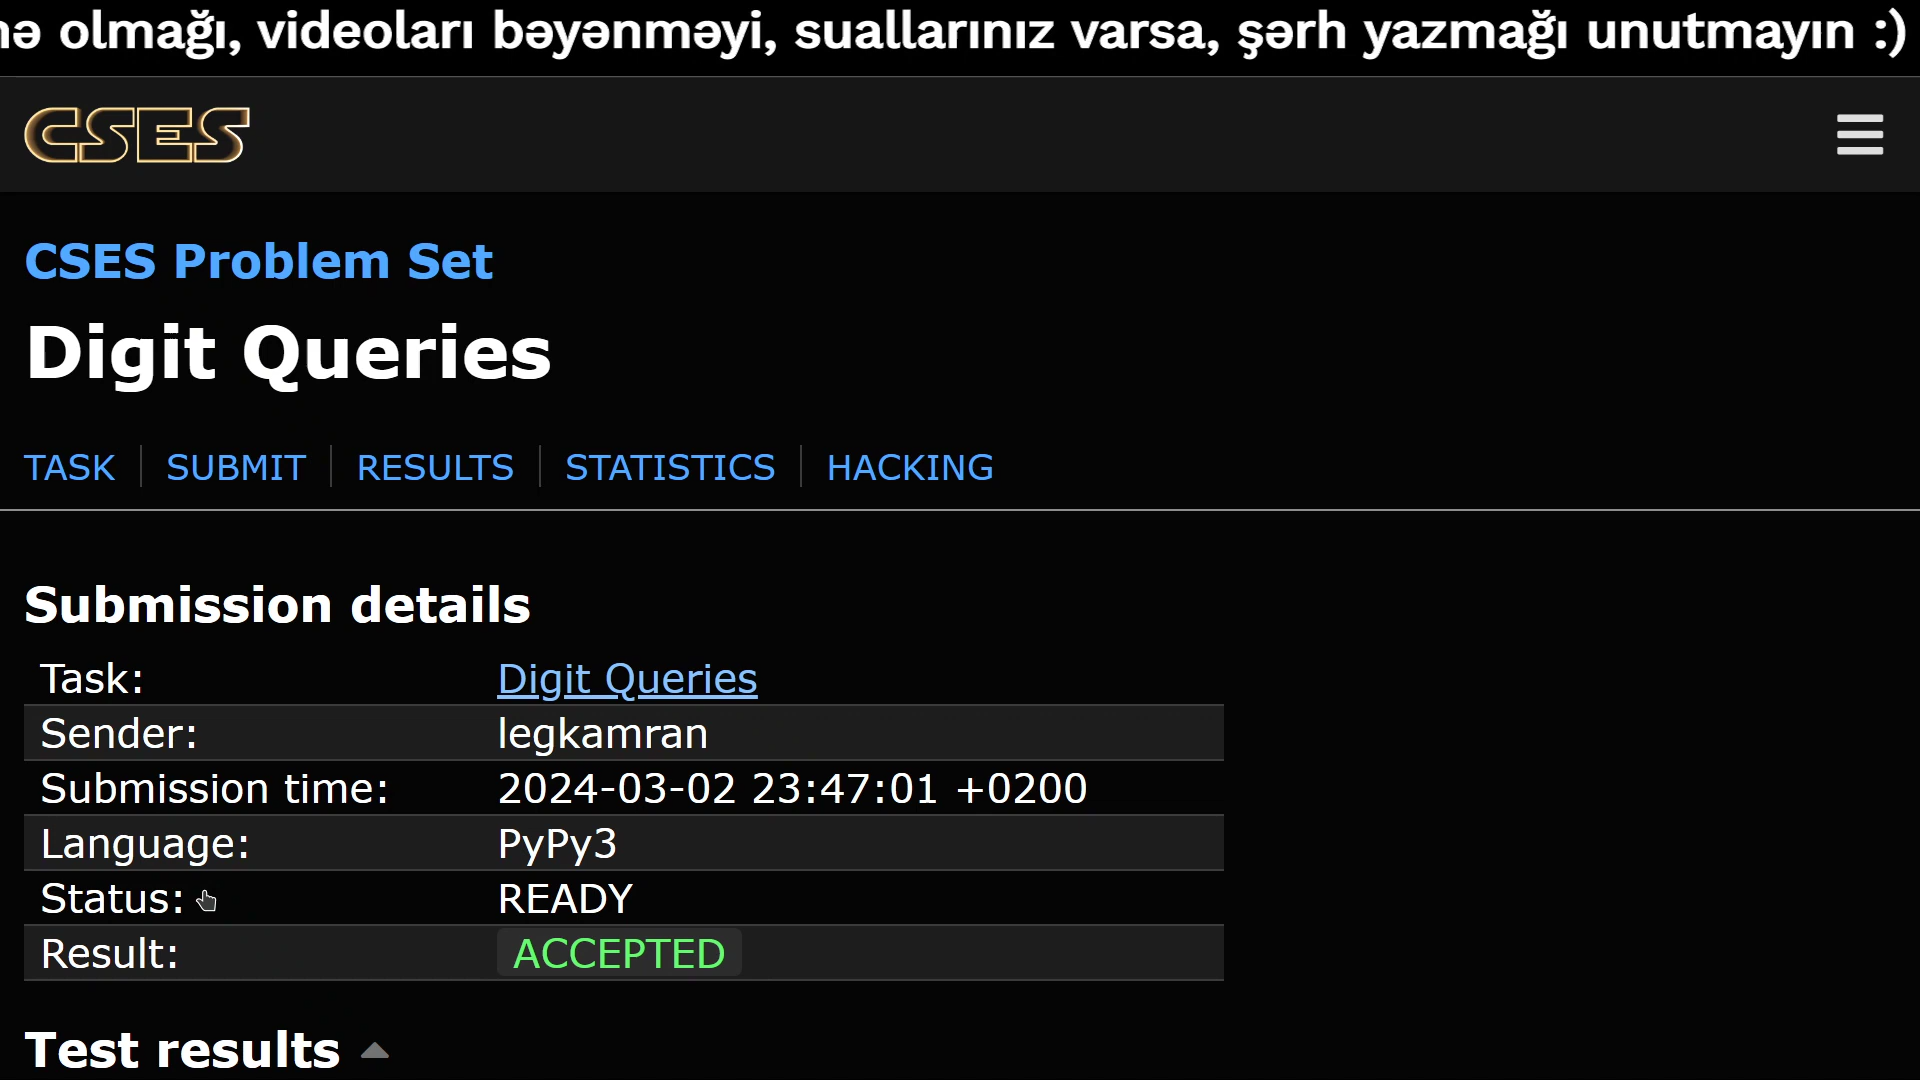 olmağı, videoları bəyənməyi, suallarınız varsa, şərh yazmağı unutmayın :)
CSES
CSES Problem Set
Digit Queries
TASK SUBMIT RESULTS STATISTICS HACKING
Submission details
Task: Digit Queries
Sender: legkamran
Submission time: 2024-03-02 23:47:01 +0200
Language: PyPy3
Status: READY
Result: ACCEPTED
Test results